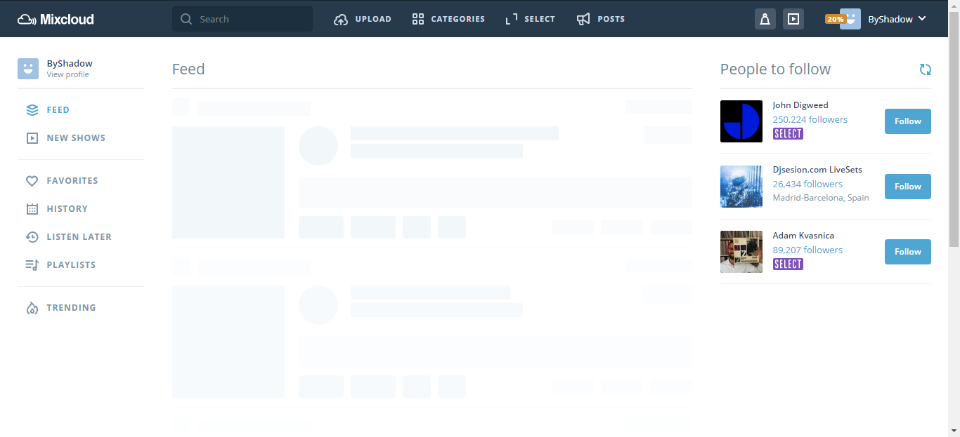 Mixcloud
Search
UPLOAD
CATEGORIES
SELECT
POSTS
20%
ByShadow
ByShadow
View profile
FEED
NEW SHOWS
FAVORITES
HISTORY
LISTEN LATER
PLAYLISTS
TRENDING
Feed
People to follow
John Digweed
250,224 followers
SELECT
Follow
Djsesion.com LiveSets
26,434 followers
Madrid-Barcelona, Spain
Follow
Adam Kvasnica
89,207 followers
SELECT
Follow